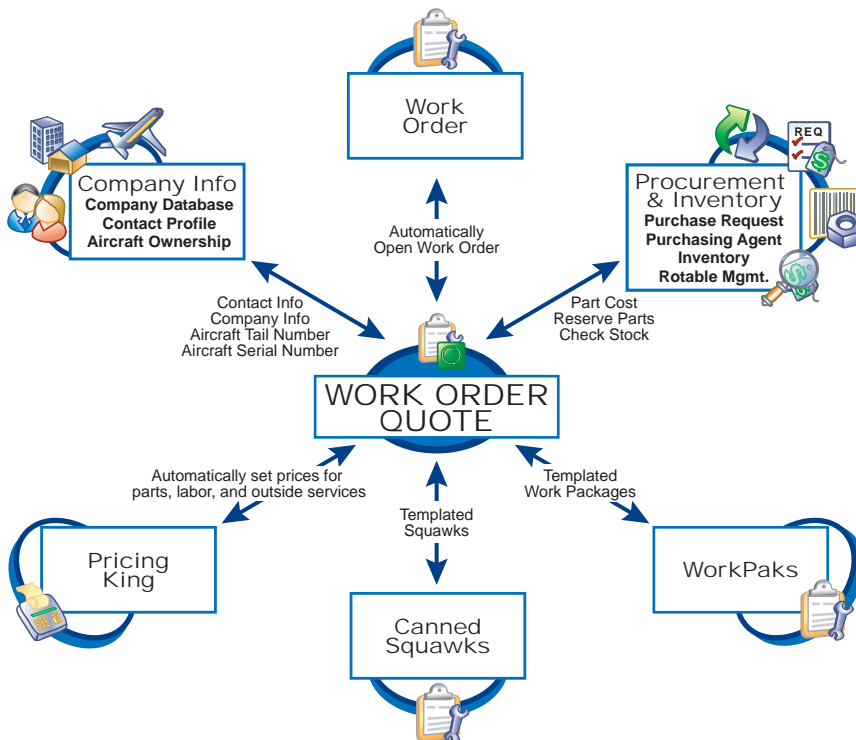 Work
Order
Company Info
Company Database
Contact Profile
Aircraft Ownership
REQ
Procurement
& Inventory
Purchase Request
Purchasing Agent
Inventory
Rotable Mgmt.
Automatically
Open Work Order
Contact Info
Company Info
Aircraft Tail Number
Aircraft Serial Number
Part Cost
Reserve Parts
Check Stock
WORK ORDER
QUOTE
Automatically set prices for
parts, labor, and outside services
Templated
Squawks
Templated
Work Packages
Pricing
King
Canned
Squawks
WorkPaks